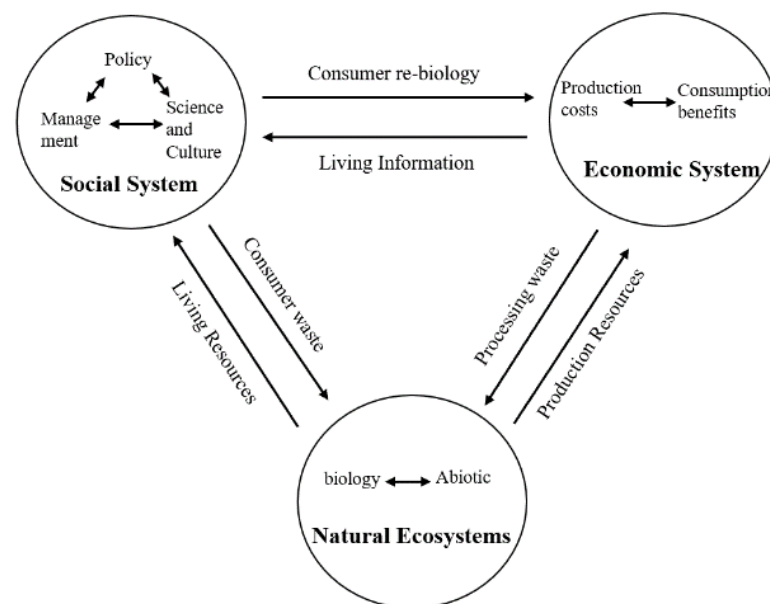 Policy
Manage
ment
Science
and
Culture
Social System
Consumer re-biology
Living Information
Production
costs
Consumption
benefits
Economic System
Living Resources
Consumer waste
Processing waste
Production Resources
biology
Abiotic
Natural Ecosystems